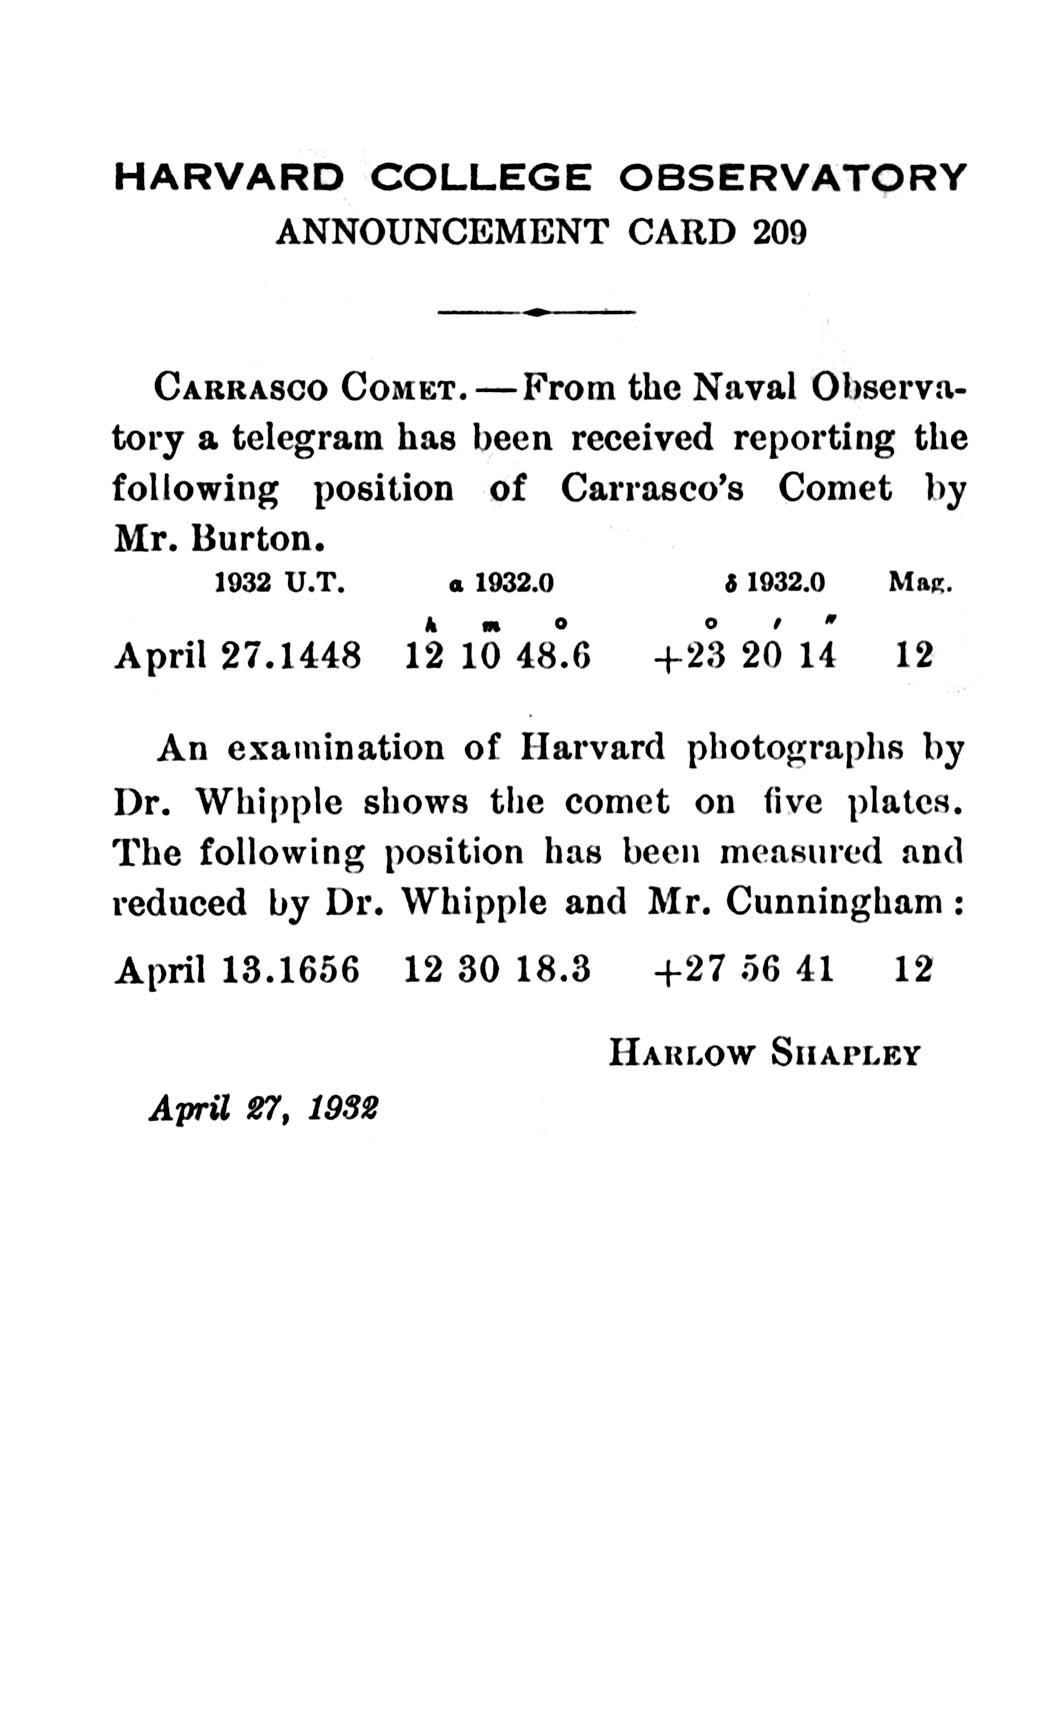 HARVARD COLLEGE OBSERVATORY
ANNOUNCEMENT CARD 209
CARRASCO COMET.—From the Naval Observa-
tory a telegram has been received reporting the
following position of Carrasco's Comet by
Mr. Burton.
1932 U.T. α 1932.0 δ 1932.0 Mag.
h m o o ′ ″
April 27.1448 12 10 48.6 +23 20 14 12
An examination of Harvard photographs by
Dr. Whipple shows the comet on five plates.
The following position has been measured and
reduced by Dr. Whipple and Mr. Cunningham :
April 13.1656 12 30 18.3 +27 56 41 12
HARLOW SHAPLEY
April 27, 1932